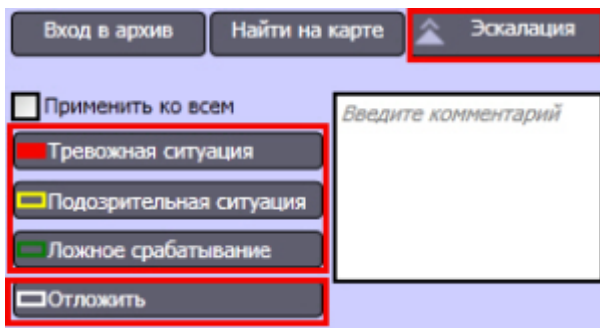 Вход в архив
Найти на карте
Эскалация
Применить ко всем
Введите комментарий
Тревожная ситуация
Подозрительная ситуация
Ложное срабатывание
Отложить